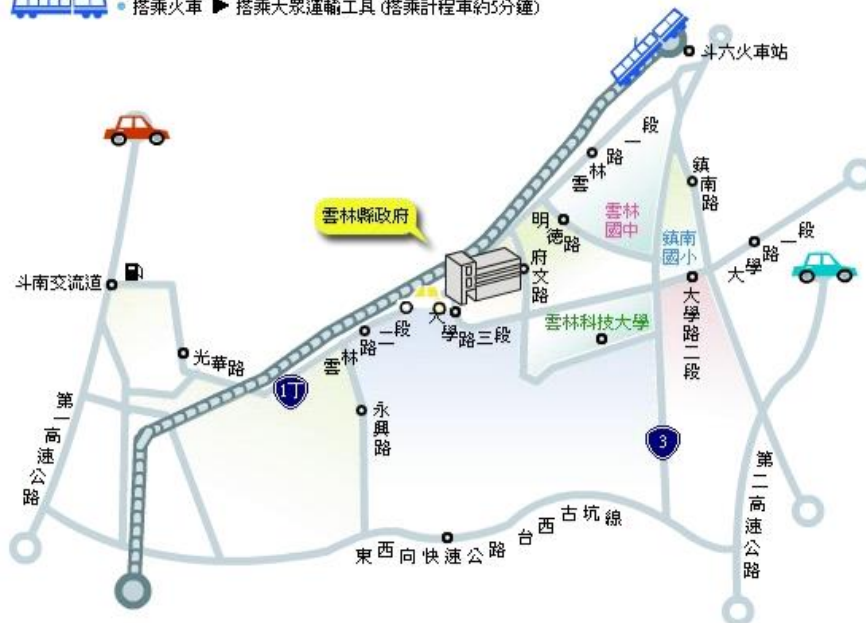 • 搭乘火車 ▶ 搭乘大眾運輸工具 (搭乘計程車約5分鐘)
斗六火車站
雲林路一段
鎮南路
雲林縣政府
明德路
雲林
國中
鎮南
國小
大學路一段
斗南交流道
府文路
大學路二段
雲林路二段
大學路三段
雲林科技大學
光華路
1丁
永興路
3
第一高速公路
第二高速公路
東西向快速公路 台西古坑線